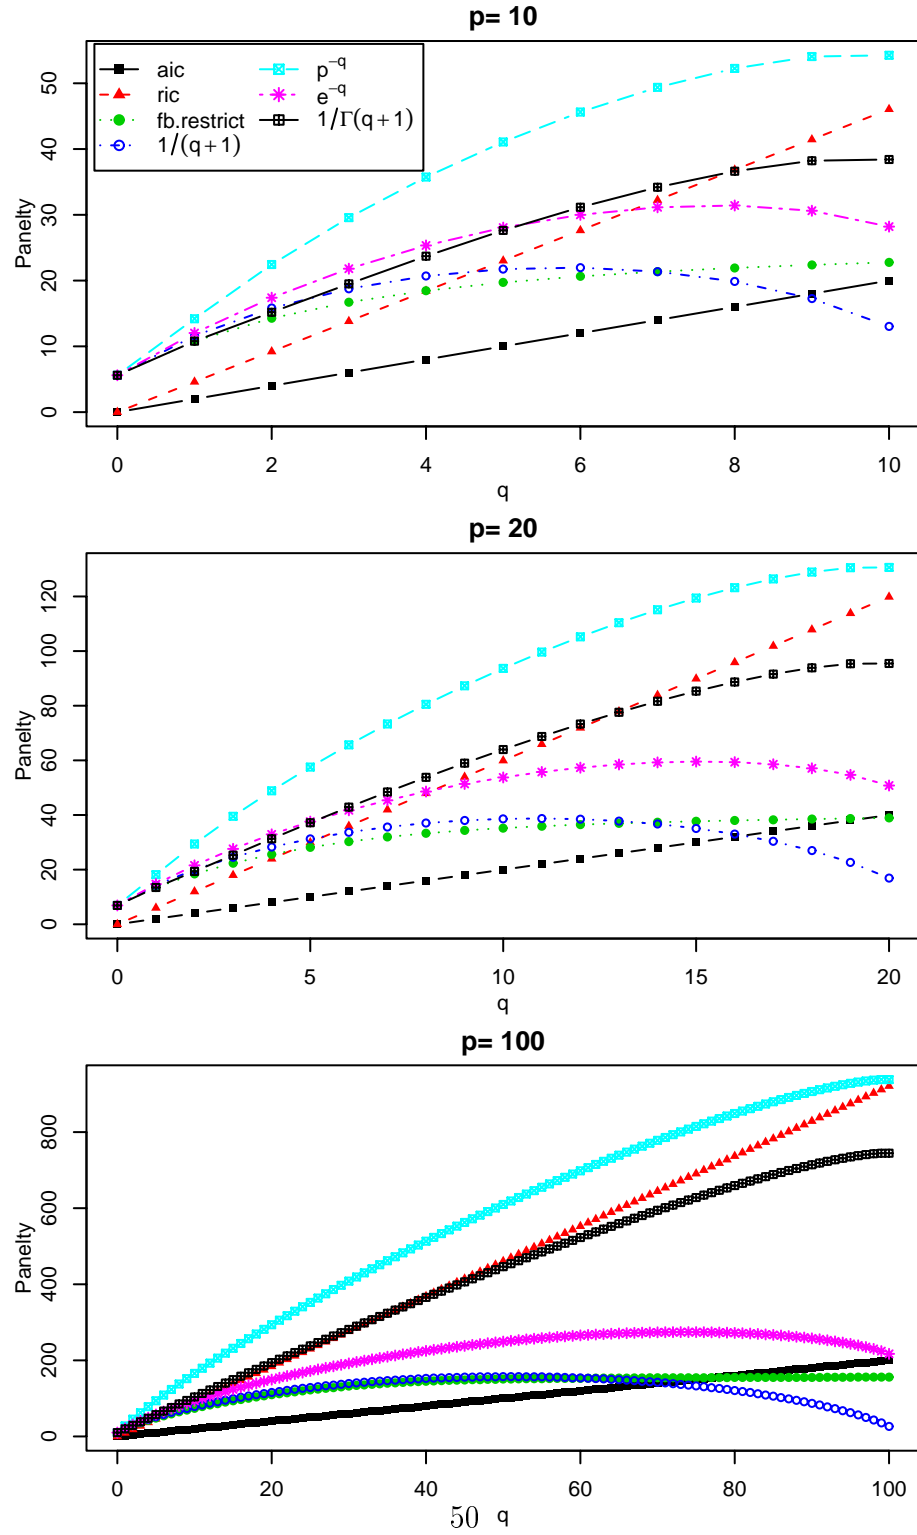 p= 10
aic
ric
fb.restrict
1/(q+1)
p^-q
e^-q
1/Γ(q+1)
Panelty
0 10 20 30 40 50
0 2 4 6 8 10
q
p= 20
Panelty
0 20 40 60 80 100 120
0 5 10 15 20
q
p= 100
Panelty
0 200 400 600 800
0 20 40 60 80 100
50 q